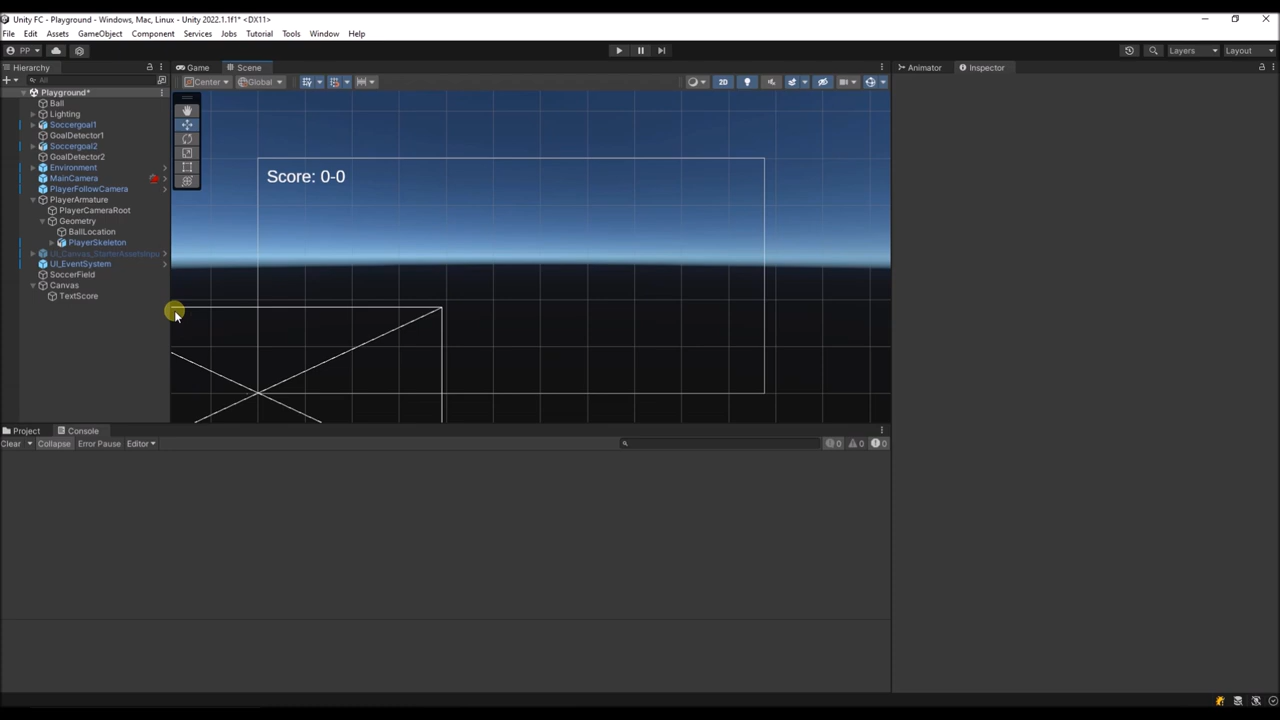 Unity FC - Playground - Windows, Mac, Linux - Unity 2022.1.1f1* <DX11>
File Edit Assets GameObject Component Services Jobs Tutorial Tools Window Help
PP Layers Layout
Hierarchy Game Scene Animator Inspector
All Center Global 2D
Playground*
Ball
Lighting
Soccergoal1
GoalDetector1
Soccergoal2
GoalDetector2
Environment
MainCamera
PlayerFollowCamera
PlayerArmature
PlayerCameraRoot
Geometry
BallLocation
PlayerSkeleton
UI_Canvas_StarterAssetsInpu
UI_EventSystem
SoccerField
Canvas
TextScore
Score: 0-0
Project Console
Clear Collapse Error Pause Editor 0 0 0